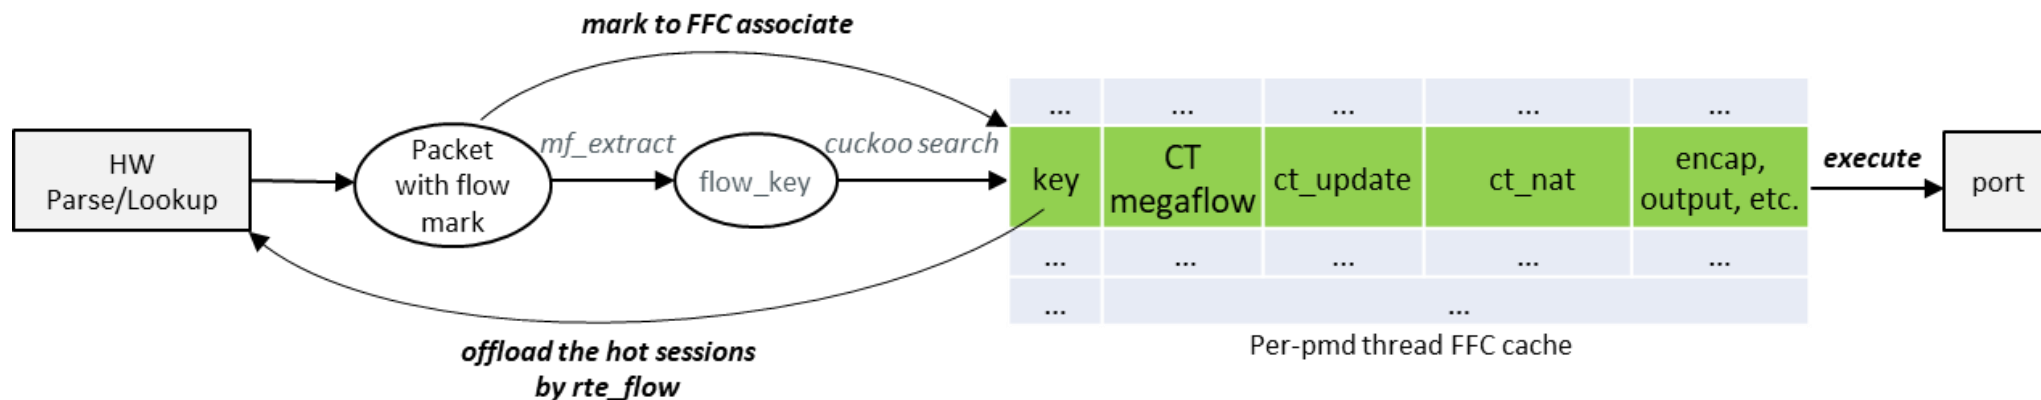 mark to FFC associate
HW
Parse/Lookup
Packet
with flow
mark
mf_extract
flow_key
cuckoo search
... ... ... ... ...
key
CT
megaflow
ct_update
ct_nat
encap,
output, etc.
execute
port
... ... ... ... ...
... ...
Per-pmd thread FFC cache
offload the hot sessions
by rte_flow